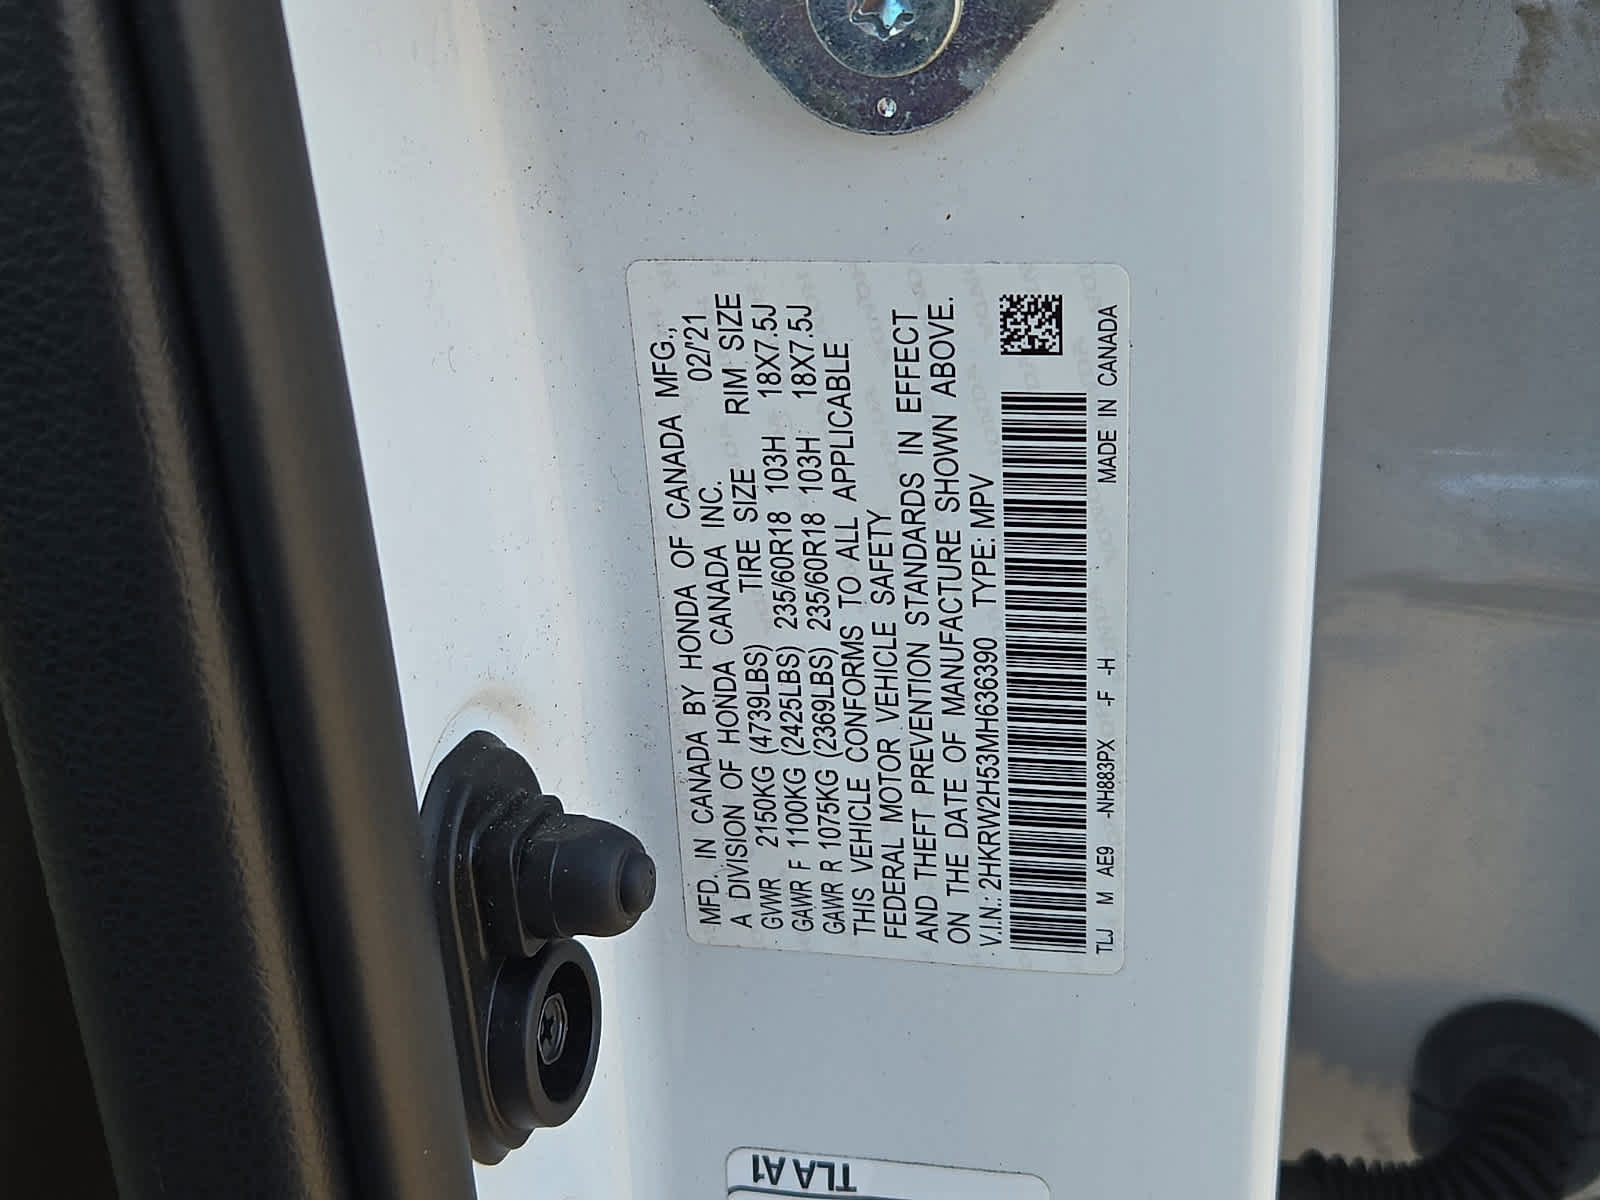 MFD. IN CANADA BY HONDA OF CANADA MFG.,
A DIVISION OF HONDA CANADA INC. 02/'21
GVWR 2150KG (4739LBS) TIRE SIZE RIM SIZE
GAWR F 1100KG (2425LBS) 235/60R18 103H 18X7.5J
GAWR R 1075KG (2369LBS) 235/60R18 103H 18X7.5J
THIS VEHICLE CONFORMS TO ALL APPLICABLE
FEDERAL MOTOR VEHICLE SAFETY
AND THEFT PREVENTION STANDARDS IN EFFECT
ON THE DATE OF MANUFACTURE SHOWN ABOVE.
V.I.N.: 2HKRW2H53MH636390 TYPE: MPV
TLJ M AE9 -NH883PX -F -H MADE IN CANADA
TLA A1